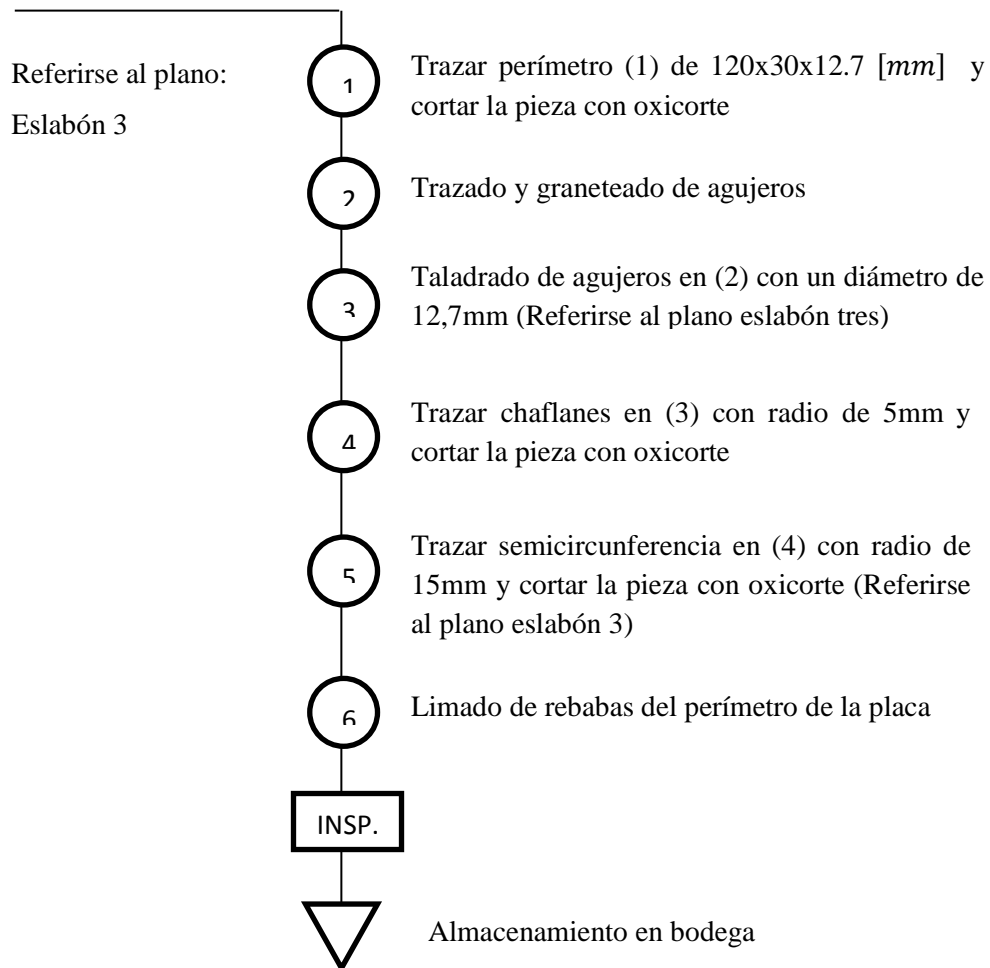 Referirse al plano:
Eslabón 3
1
Trazar perímetro (1) de 120x30x12.7 [mm] y
cortar la pieza con oxicorte
2
Trazado y graneteado de agujeros
3
Taladrado de agujeros en (2) con un diámetro de
12,7mm (Referirse al plano eslabón tres)
4
Trazar chaflanes en (3) con radio de 5mm y
cortar la pieza con oxicorte
5
Trazar semicircunferencia en (4) con radio de
15mm y cortar la pieza con oxicorte (Referirse
al plano eslabón 3)
6
Limado de rebabas del perímetro de la placa
INSP.
Almacenamiento en bodega